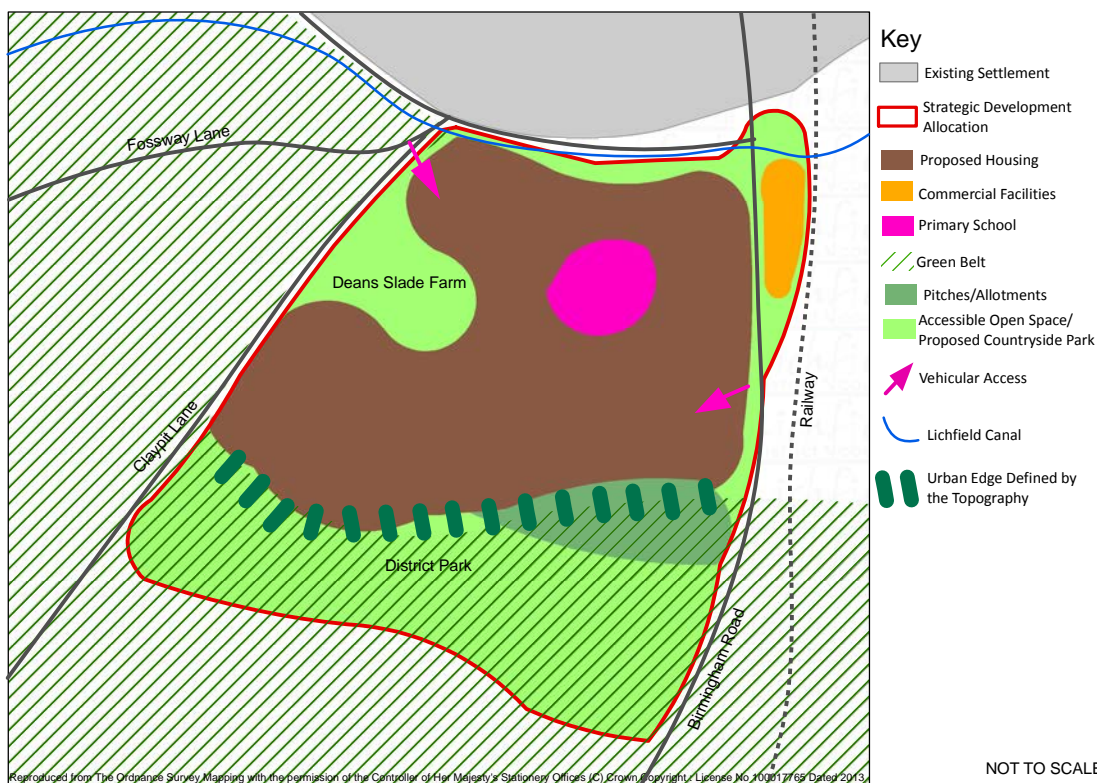 Key
Existing Settlement
Strategic Development
Allocation
Proposed Housing
Commercial Facilities
Primary School
Green Belt
Pitches/Allotments
Accessible Open Space/
Proposed Countryside Park
Vehicular Access
Lichfield Canal
Urban Edge Defined by
the Topography
Fossway Lane
Deans Slade Farm
Claypit Lane
Railway
District Park
Birmingham Road
Reproduced from The Ordnance Survey Mapping with the permission of the Controller of Her Majesty's Stationery Offices (C) Crown Copyright : License No 100017765 Dated 2013
NOT TO SCALE